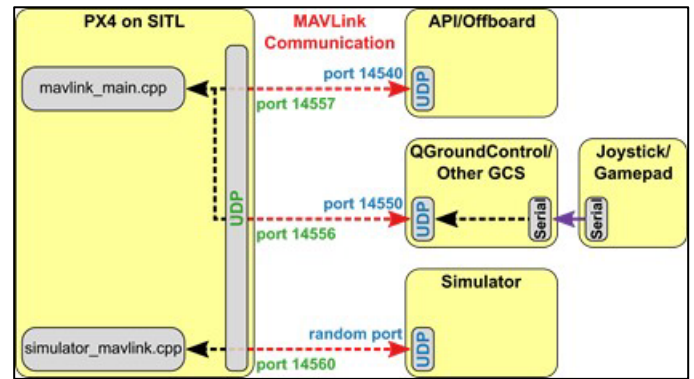 PX4 on SITL
MAVLink
Communication
API/Offboard
mavlink_main.cpp
port 14540
port 14557
UDP
UDP
QGroundControl/
Other GCS
Joystick/
Gamepad
port 14550
port 14556
UDP
Serial
Serial
Simulator
simulator_mavlink.cpp
random port
port 14560
UDP